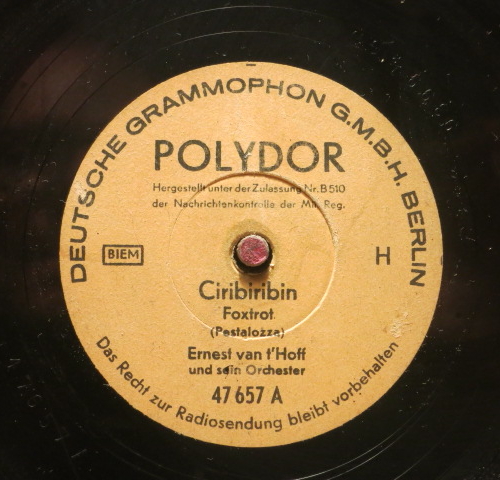 DEUTSCHE GRAMMOPHON G.M.B.H. BERLIN
POLYDOR
Hergestellt unter der Zulassung Nr. B 510
der Nachrichtenkontrolle der Mil. Reg.
BIEM
H
Ciribiribin
Foxtrot
(Pestalozza)
Ernest van t'Hoff
und sein Orchester
47 657 A
Das Recht zur Radiosendung bleibt vorbehalten